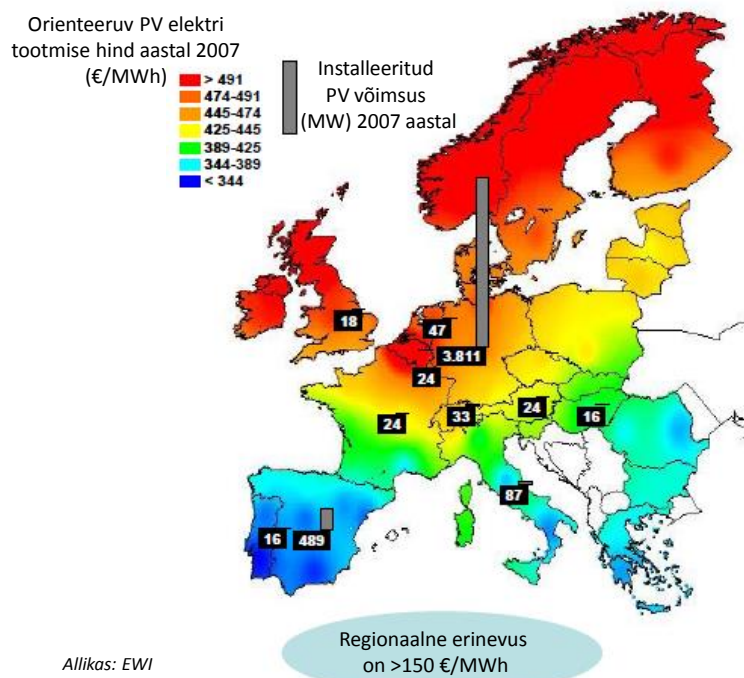 Orienteeruv PV elektri
tootmise hind aastal 2007
(€/MWh)
> 491
474-491
445-474
425-445
389-425
344-389
< 344
Installeeritud
PV võimsus
(MW) 2007 aastal
18
47
3.811
24
24
33
24
16
87
16
489
Regionaalne erinevus
on >150 €/MWh
Allikas: EWI